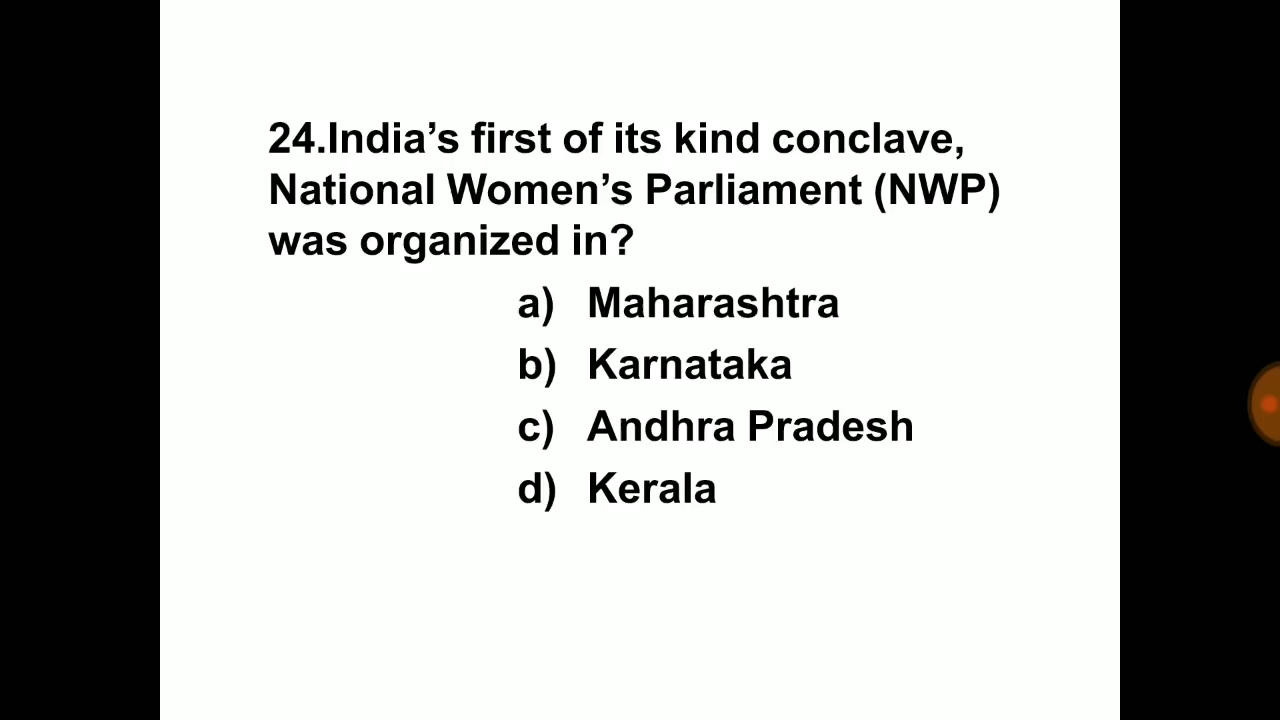 24.India’s first of its kind conclave,
National Women’s Parliament (NWP)
was organized in?
a) Maharashtra
b) Karnataka
c) Andhra Pradesh
d) Kerala